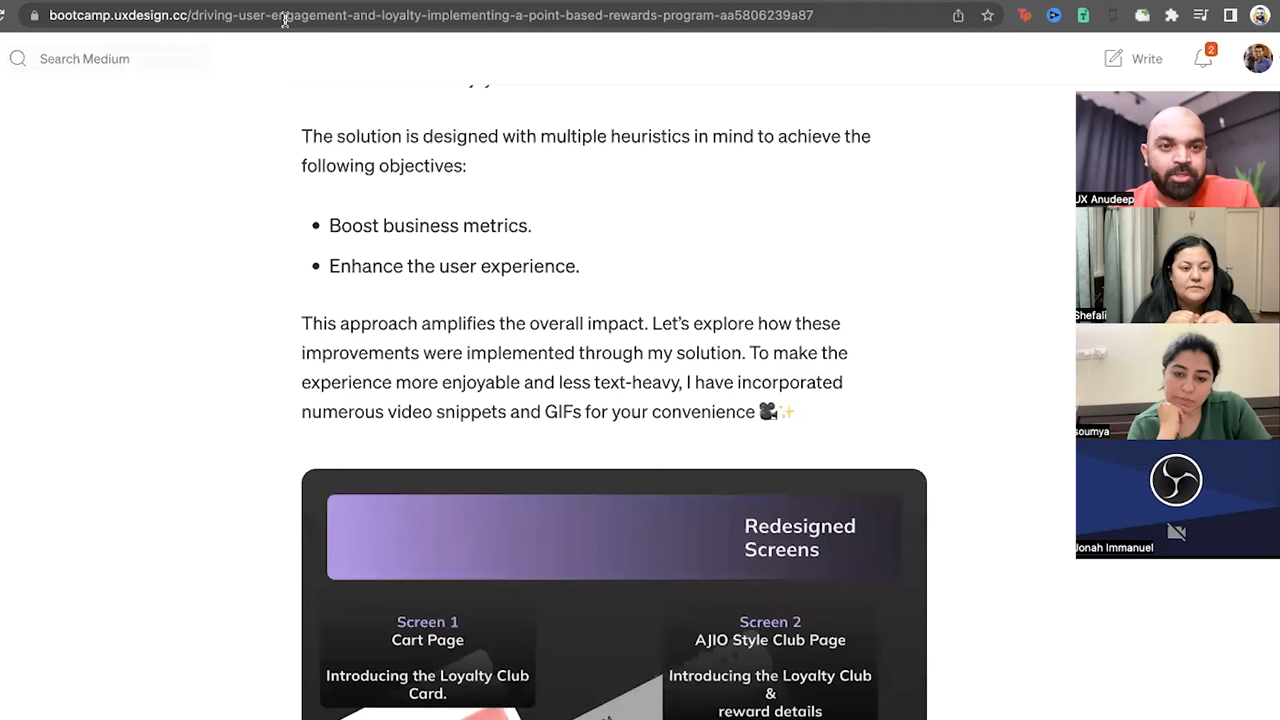 bootcamp.uxdesign.cc/driving-user-engagement-and-loyalty-implementing-a-point-based-rewards-program-aa5806239a87
Search Medium
Write
2
The solution is designed with multiple heuristics in mind to achieve the
following objectives:
• Boost business metrics.
• Enhance the user experience.
This approach amplifies the overall impact. Let's explore how these
improvements were implemented through my solution. To make the
experience more enjoyable and less text-heavy, I have incorporated
numerous video snippets and GIFs for your convenience 🎥✨
Redesigned
Screens
Screen 1
Cart Page
Introducing the Loyalty Club
Card.
Screen 2
AJIO Style Club Page
Introducing the Loyalty Club
&
reward details
UX Anudeep
Shefali
soumya
Jonah Immanuel